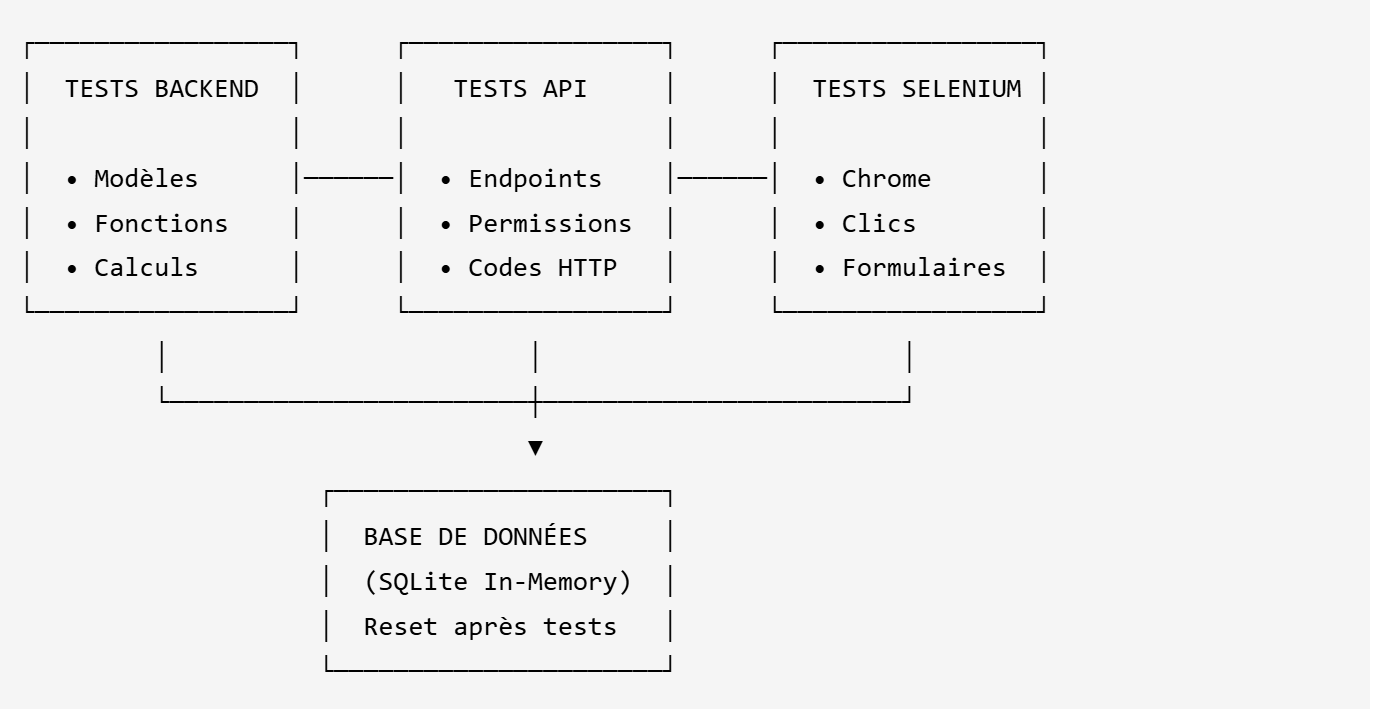 TESTS BACKEND
• Modèles
• Fonctions
• Calculs
TESTS API
• Endpoints
• Permissions
• Codes HTTP
TESTS SELENIUM
• Chrome
• Clics
• Formulaires
BASE DE DONNÉES
(SQLite In-Memory)
Reset après tests